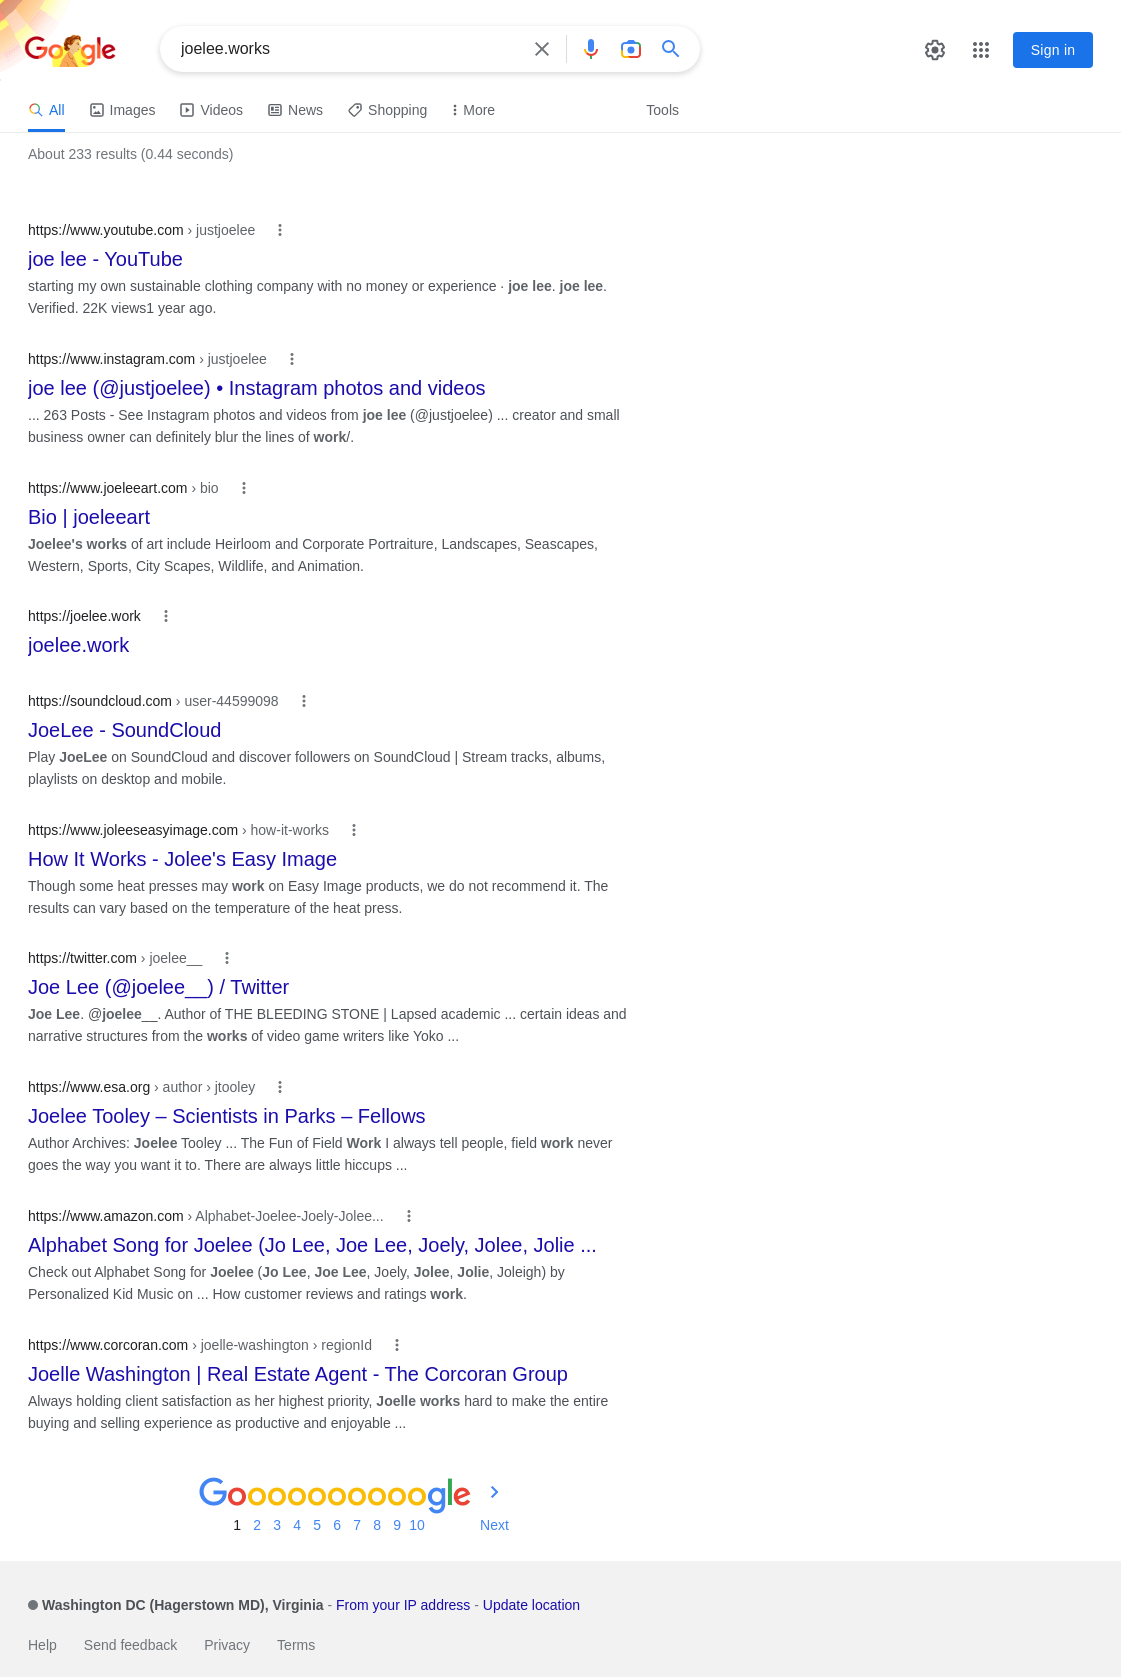 Google
joelee.works
Sign in
All Images Videos News Shopping More Tools
About 233 results (0.44 seconds)
https://www.youtube.com › justjoelee
joe lee - YouTube
starting my own sustainable clothing company with no money or experience · joe lee. joe lee.
Verified. 22K views1 year ago.
https://www.instagram.com › justjoelee
joe lee (@justjoelee) • Instagram photos and videos
... 263 Posts - See Instagram photos and videos from joe lee (@justjoelee) ... creator and small
business owner can definitely blur the lines of work/.
https://www.joeleeart.com › bio
Bio | joeleeart
Joelee's works of art include Heirloom and Corporate Portraiture, Landscapes, Seascapes,
Western, Sports, City Scapes, Wildlife, and Animation.
https://joelee.work
joelee.work
https://soundcloud.com › user-44599098
JoeLee - SoundCloud
Play JoeLee on SoundCloud and discover followers on SoundCloud | Stream tracks, albums,
playlists on desktop and mobile.
https://www.joleeseasyimage.com › how-it-works
How It Works - Jolee's Easy Image
Though some heat presses may work on Easy Image products, we do not recommend it. The
results can vary based on the temperature of the heat press.
https://twitter.com › joelee__
Joe Lee (@joelee__) / Twitter
Joe Lee. @joelee__. Author of THE BLEEDING STONE | Lapsed academic ... certain ideas and
narrative structures from the works of video game writers like Yoko ...
https://www.esa.org › author › jtooley
Joelee Tooley – Scientists in Parks – Fellows
Author Archives: Joelee Tooley ... The Fun of Field Work I always tell people, field work never
goes the way you want it to. There are always little hiccups ...
https://www.amazon.com › Alphabet-Joelee-Joely-Jolee...
Alphabet Song for Joelee (Jo Lee, Joe Lee, Joely, Jolee, Jolie ...
Check out Alphabet Song for Joelee (Jo Lee, Joe Lee, Joely, Jolee, Jolie, Joleigh) by
Personalized Kid Music on ... How customer reviews and ratings work.
https://www.corcoran.com › joelle-washington › regionId
Joelle Washington | Real Estate Agent - The Corcoran Group
Always holding client satisfaction as her highest priority, Joelle works hard to make the entire
buying and selling experience as productive and enjoyable ...
Goooooooooogle
1 2 3 4 5 6 7 8 9 10 Next
Washington DC (Hagerstown MD), Virginia - From your IP address - Update location
Help Send feedback Privacy Terms